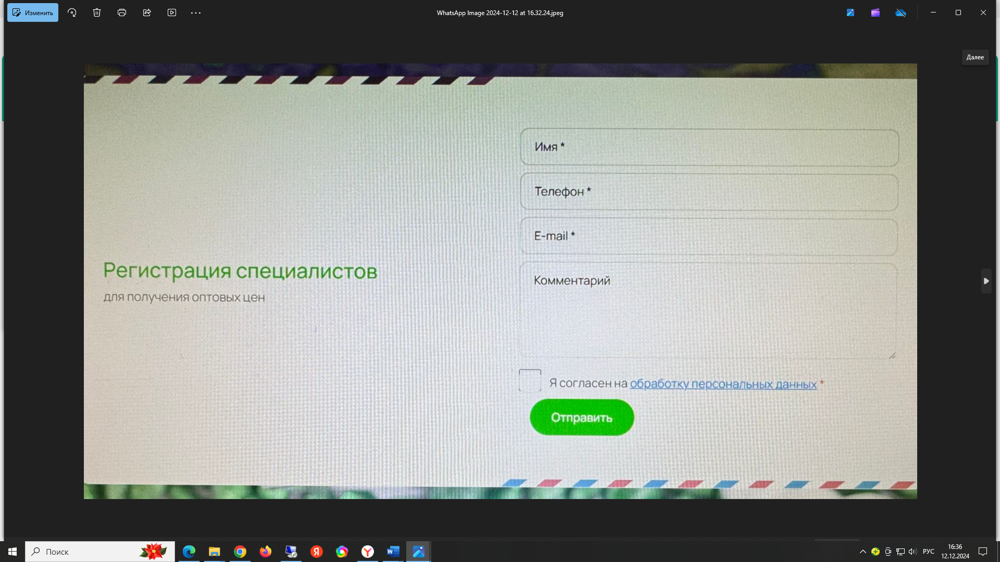 Изменить
WhatsApp Image 2024-12-12 at 16.32.24.jpeg
Далее
Имя *
Телефон *
E-mail *
Регистрация специалистов
для получения оптовых цен
Комментарий
Я согласен на обработку персональных данных *
Отправить
Поиск
РУС
16:36
12.12.2024